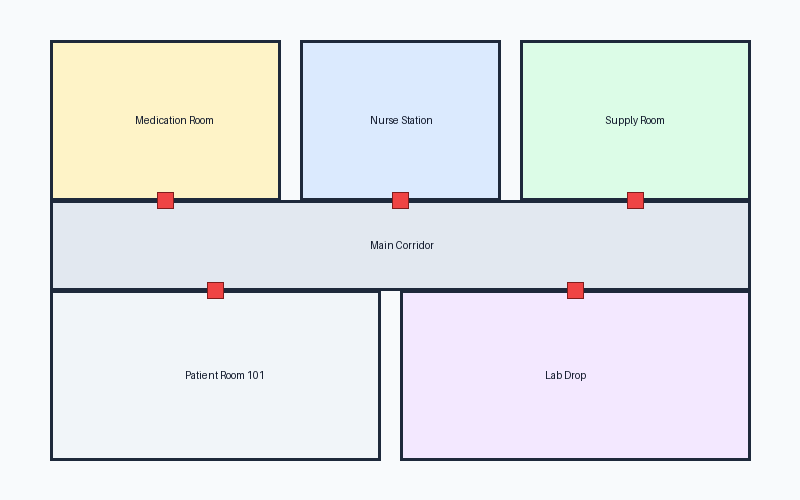 Medication Room
Nurse Station
Supply Room
Main Corridor
Patient Room 101
Lab Drop